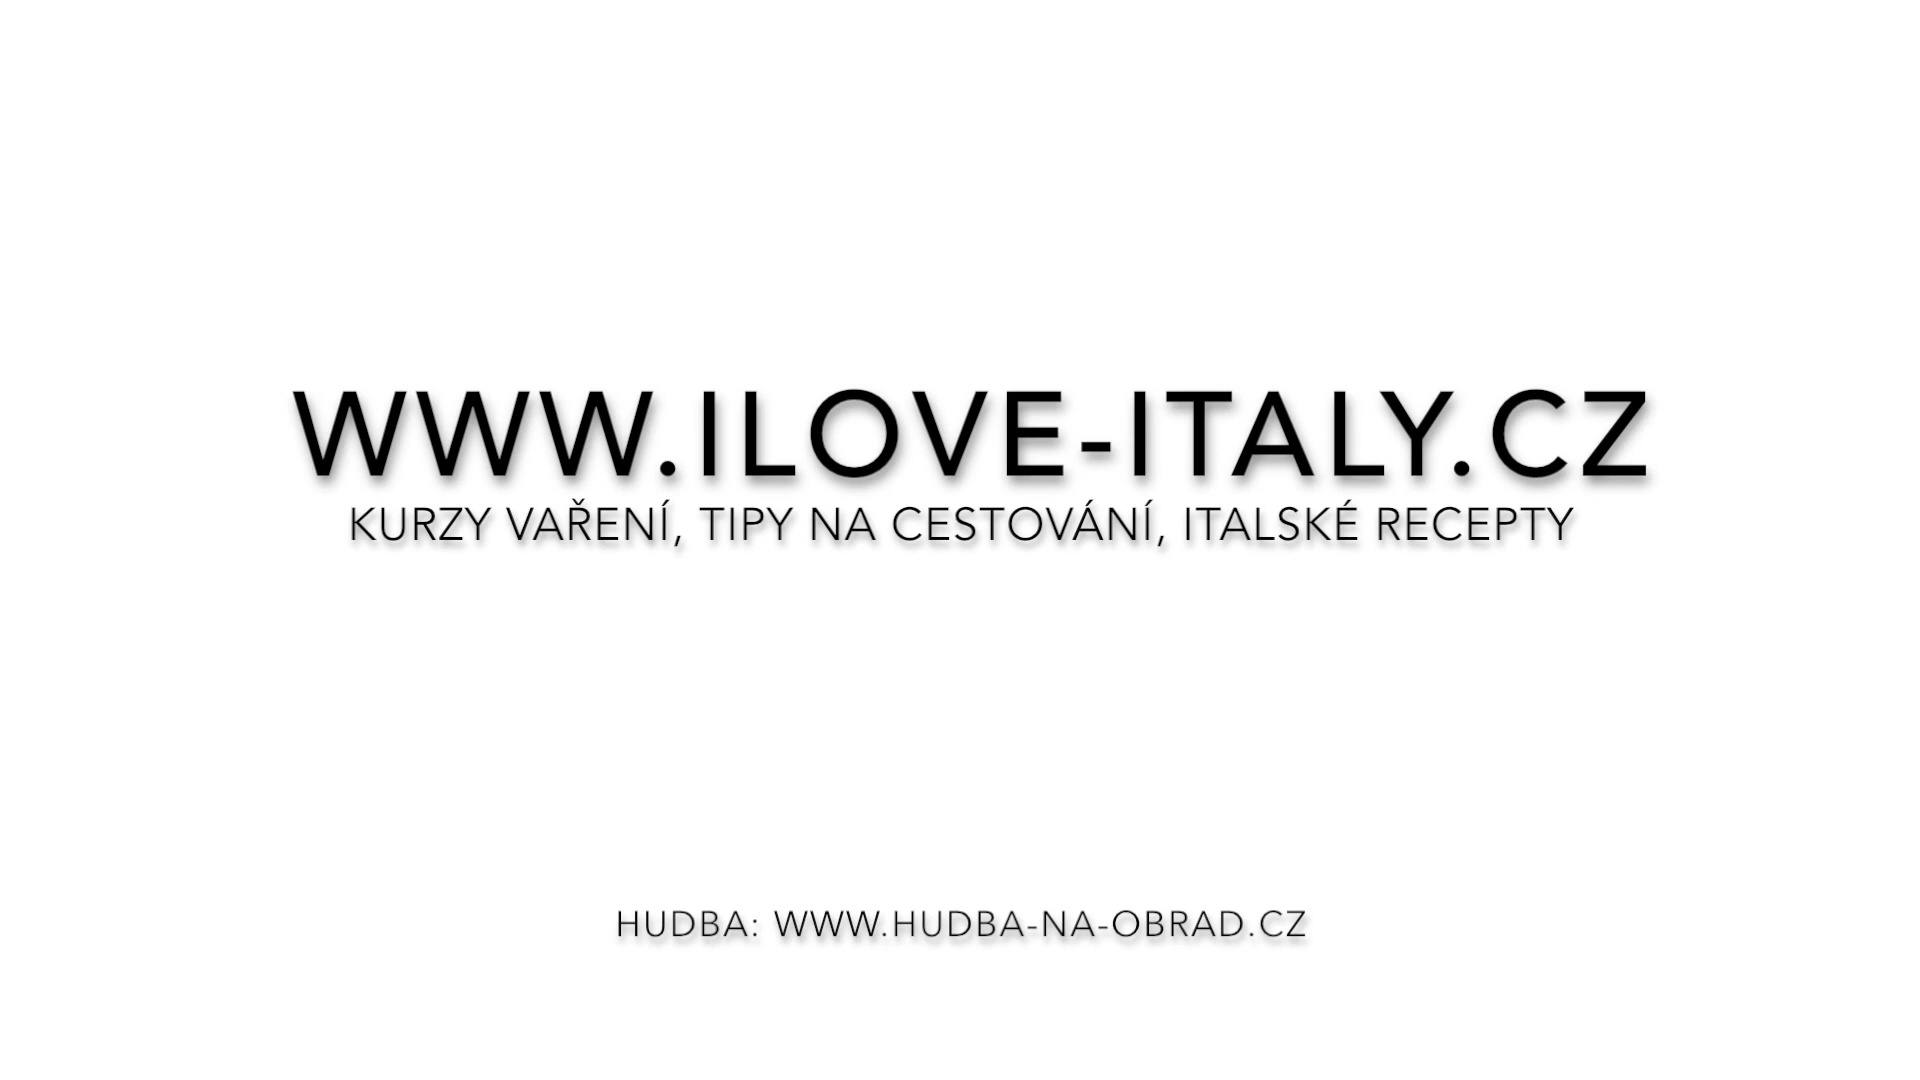 WWW.ILOVE-ITALY.CZ
KURZY VAŘENÍ, TIPY NA CESTOVÁNÍ, ITALSKÉ RECEPTY
HUDBA: WWW.HUDBA-NA-OBRAD.CZ